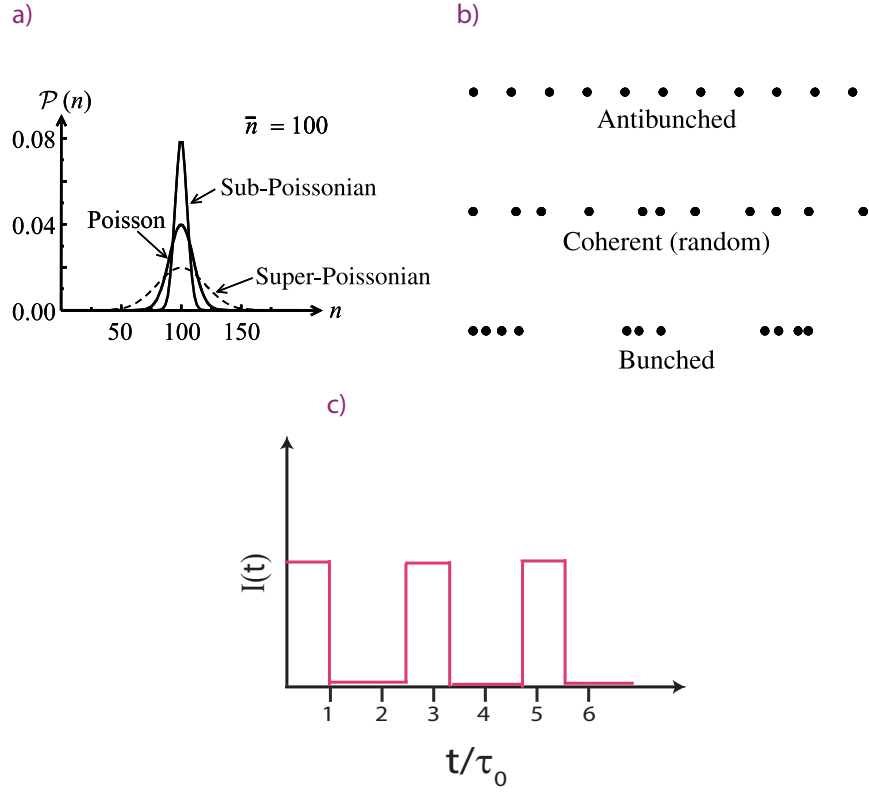 a)
𝒫 (n)
n̄ = 100
0.08
Sub-Poissonian
Poisson
0.04
Super-Poissonian
0.00
n
50 100 150
b)
Antibunched
Coherent (random)
Bunched
c)
I(t)
1 2 3 4 5 6
t/τ₀